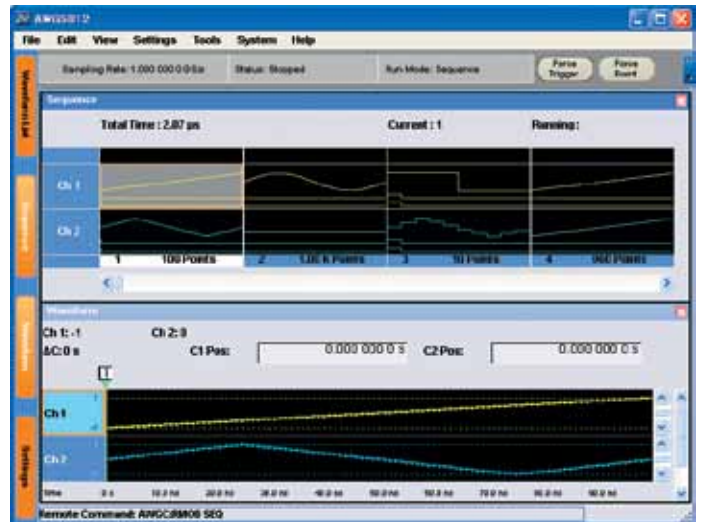 AWG5012
File Edit View Settings Tools System Help
Sampling Rate: 1.000 000 0 GS/s Status: Stopped Run Mode: Sequence Force Trigger Force Event
Waveform List
Sequence
Total Time : 2.07 µs Current : 1 Running:
Ch 1
Ch 2
1 100 Points 2 1.00 K Points 3 10 Points 4 960 Points
Sequence
Waveform
Ch 1: -1 Ch 2: 0
ΔC: 0 s C1 Pos: 0.000 000 0 s C2 Pos: 0.000 000 0 s
Waveform
T
Ch 1
Ch 2
Settings
Time 0 s 10.0 ns 20.0 ns 30.0 ns 40.0 ns 50.0 ns 60.0 ns 70.0 ns 80.0 ns 90.0 ns
Remote Command: AWGC:RMOD SEQ